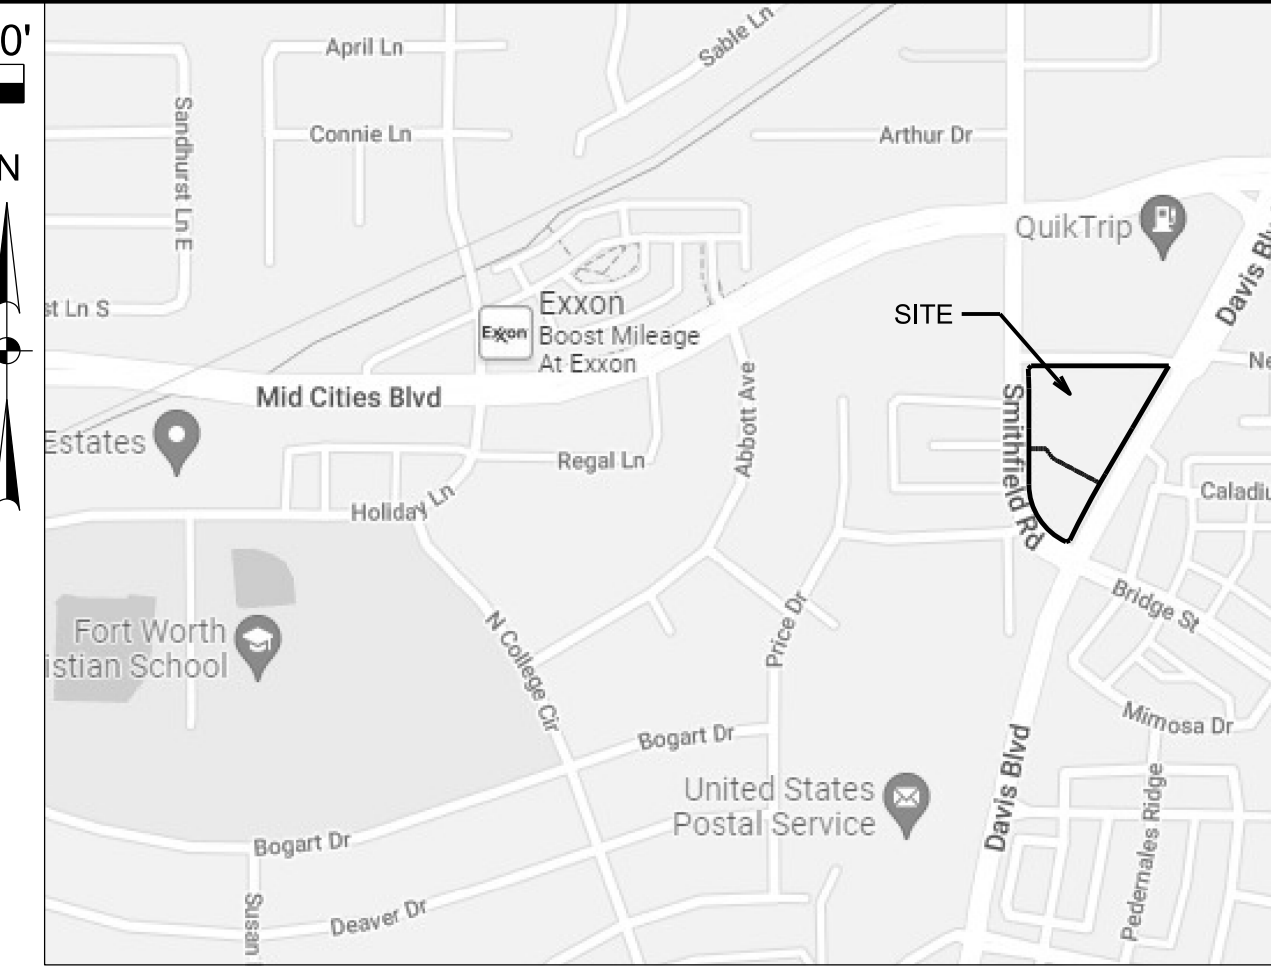 0'
N
April Ln
Sable Ln
Sandhurst Ln E
Connie Ln
Arthur Dr
QuikTrip
Davis Blv
st Ln S
SITE
Exxon
Exxon
Boost Mileage
At Exxon
Ne
Mid Cities Blvd
Smithfield Rd
Abbott Ave
Estates
Regal Ln
Holiday Ln
Caladiu
Bridge St
Fort Worth
istian School
N College Cir
Price Dr
Mimosa Dr
Bogart Dr
Davis Blvd
United States
Postal Service
Pedernales Ridge
Bogart Dr
Deaver Dr
Susan